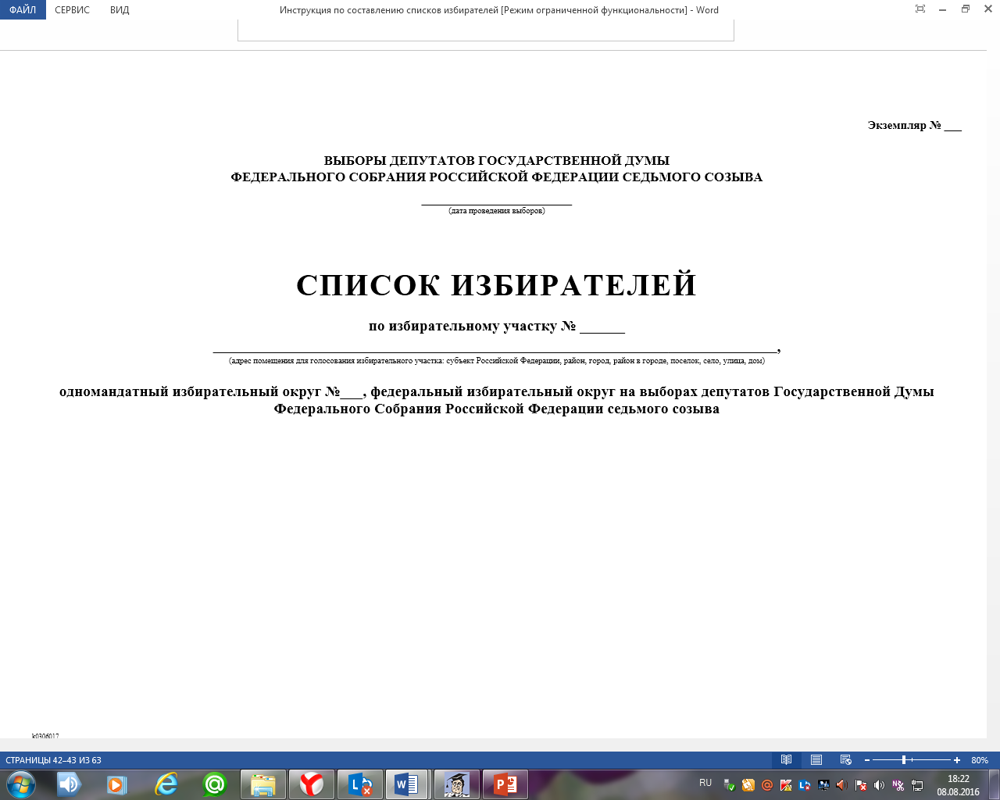 ФАЙЛ СЕРВИС ВИД Инструкция по составлению списков избирателей [Режим ограниченной функциональности] - Word
Экземпляр № ___
ВЫБОРЫ ДЕПУТАТОВ ГОСУДАРСТВЕННОЙ ДУМЫ
ФЕДЕРАЛЬНОГО СОБРАНИЯ РОССИЙСКОЙ ФЕДЕРАЦИИ СЕДЬМОГО СОЗЫВА
(дата проведения выборов)
СПИСОК ИЗБИРАТЕЛЕЙ
по избирательному участку № ______
,
(адрес помещения для голосования избирательного участка: субъект Российской Федерации, район, город, район в городе, поселок, село, улица, дом)
одномандатный избирательный округ №___, федеральный избирательный округ на выборах депутатов Государственной Думы
Федерального Собрания Российской Федерации седьмого созыва
k0306017
СТРАНИЦЫ 42–43 ИЗ 63 80%
RU 18:22
08.08.2016